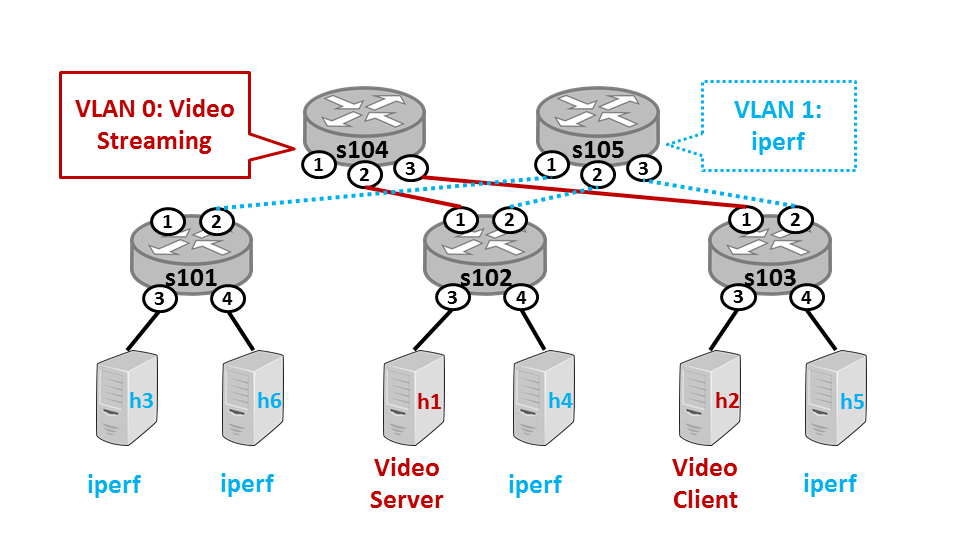 VLAN 0: Video
Streaming
VLAN 1:
iperf
s104
s105
1
2
3
1
2
3
1
2
1
2
1
2
s101
s102
s103
3
4
3
4
3
4
h3
h6
h1
h4
h2
h5
iperf
iperf
Video
Server
iperf
Video
Client
iperf